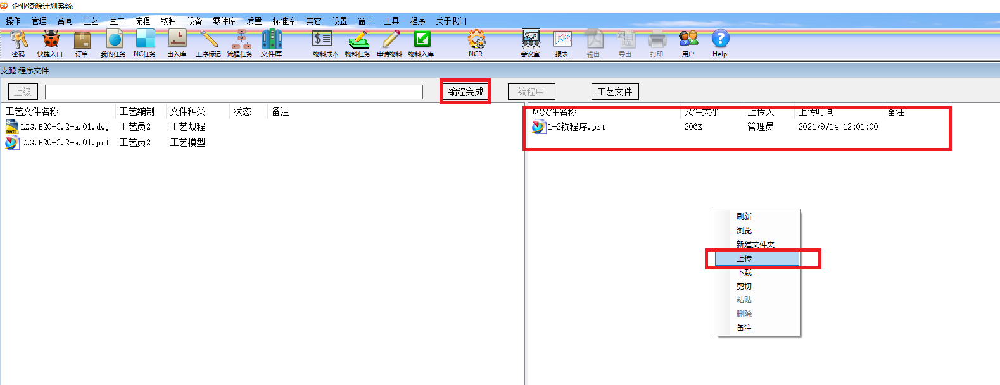 企业资源计划系统
操作 管理 合同 工艺 生产 流程 物料 设备 零件库 质量 标准库 其它 设置 窗口 工具 程序 关于我们
密码 快捷入口 订单 我的任务 NC任务 出入库 工序标记 流程任务 文件库 物料成本 物料任务 申请物料 物料入库 NCR 会议室 报表 输出 导出 打印 用户 Help
支腿 程序文件
上级 编程完成 编程中 工艺文件
工艺文件名称 工艺编制 文件种类 状态 备注 NC文件名称 文件大小 上传人 上传时间 备注
LZG.B20-3.2-a.01.dwg 工艺员2 工艺规程 1-2铣程序.prt 206K 管理员 2021/9/14 12:01:00
LZG.B20-3.2-a.01.prt 工艺员2 工艺模型
刷新
浏览
新建文件夹
上传
下载
剪切
粘贴
删除
备注